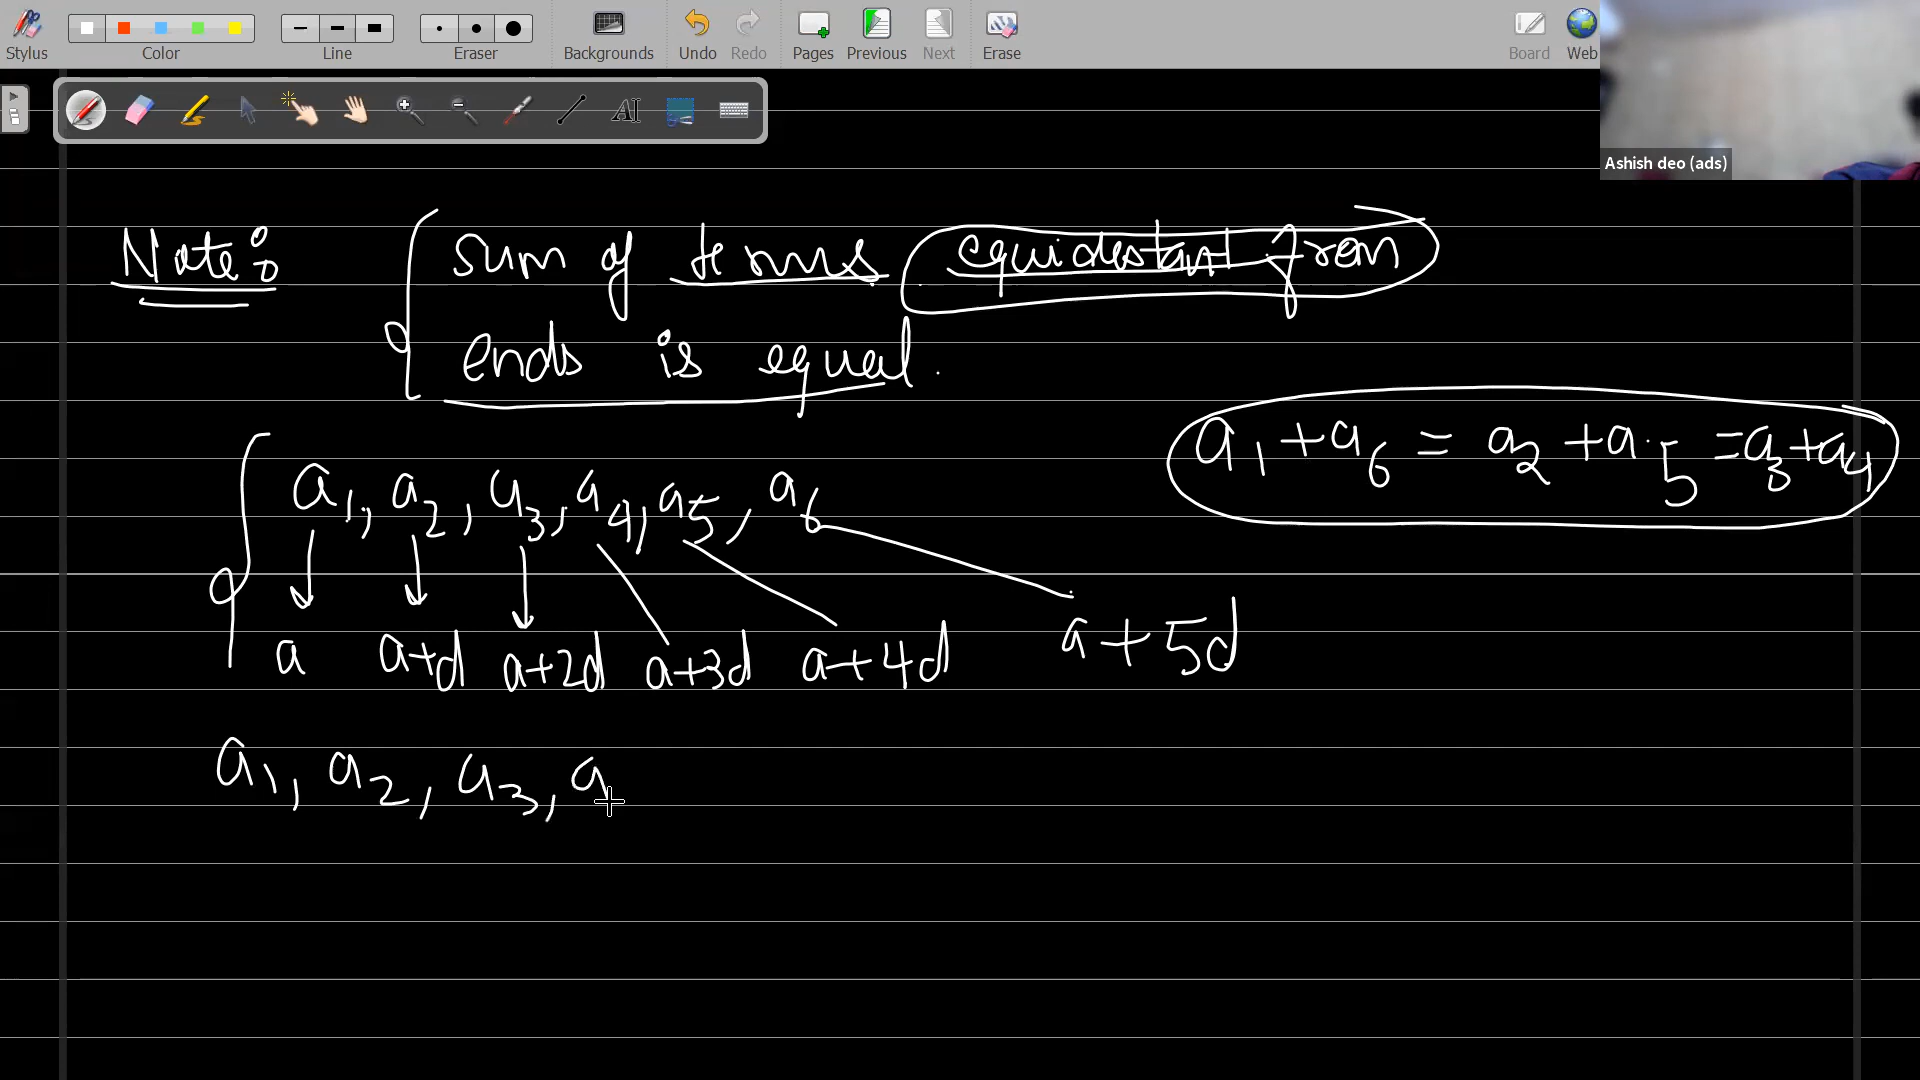 Stylus Color Line Eraser Backgrounds Undo Redo Pages Previous Next Erase Board Web
AI
Ashish deo (ads)
Note:
sum of terms equidistant from
ends is equal.
a₁ + a₆ = a₂ + a₅ = a₃ + a₄
a₁, a₂, a₃, a₄, a₅, a₆
a a+d a+2d a+3d a+4d a+5d
a₁, a₂, a₃, a